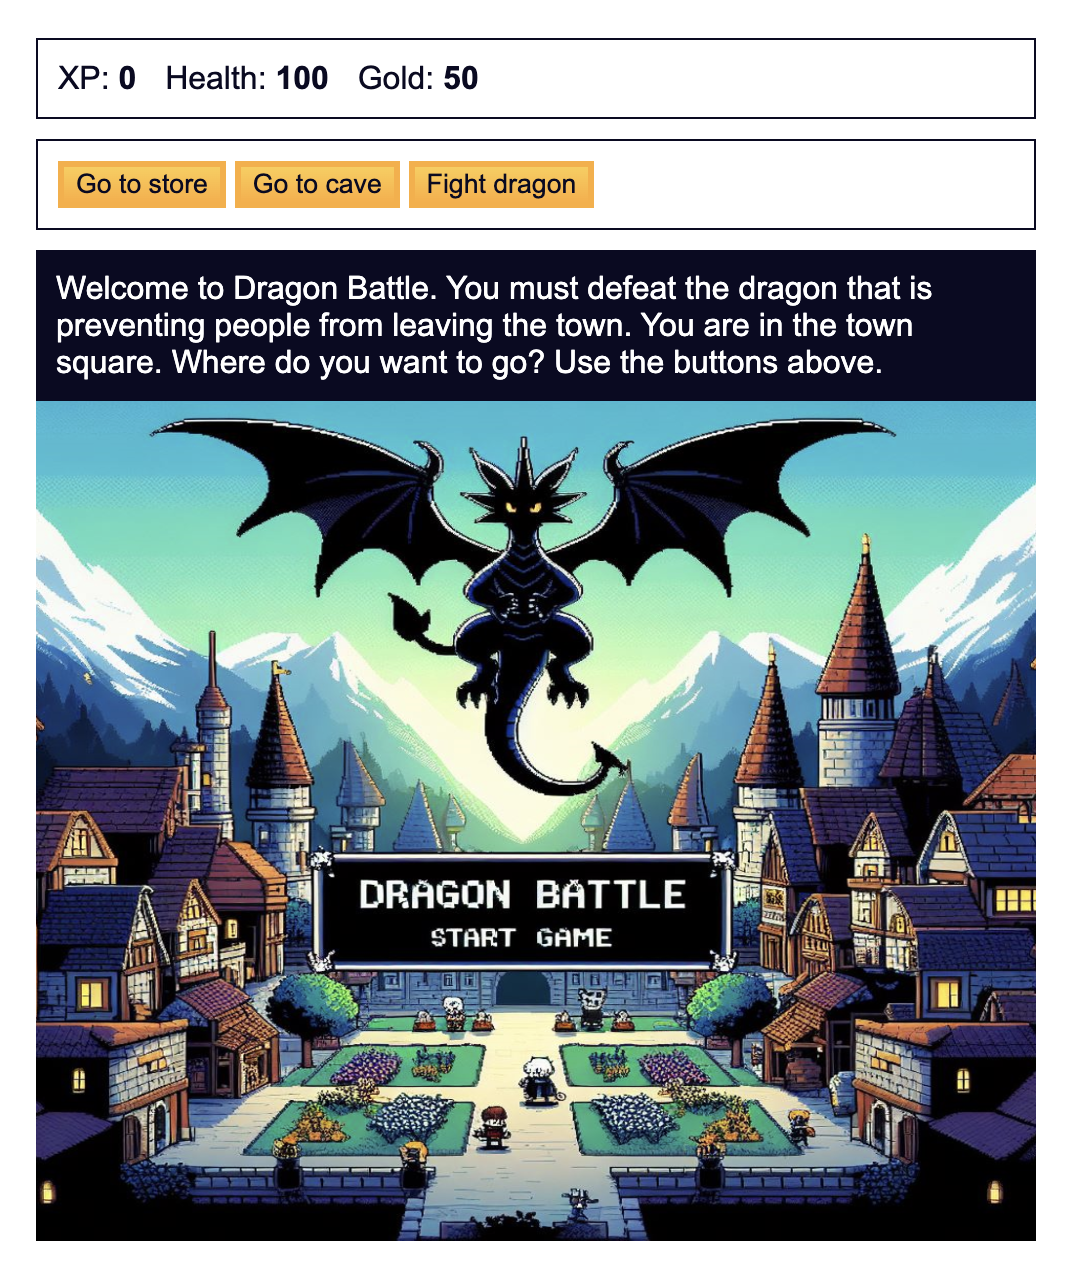 XP: 0 Health: 100 Gold: 50
Go to store Go to cave Fight dragon
Welcome to Dragon Battle. You must defeat the dragon that is
preventing people from leaving the town. You are in the town
square. Where do you want to go? Use the buttons above.
DRAGON BATTLE
START GAME